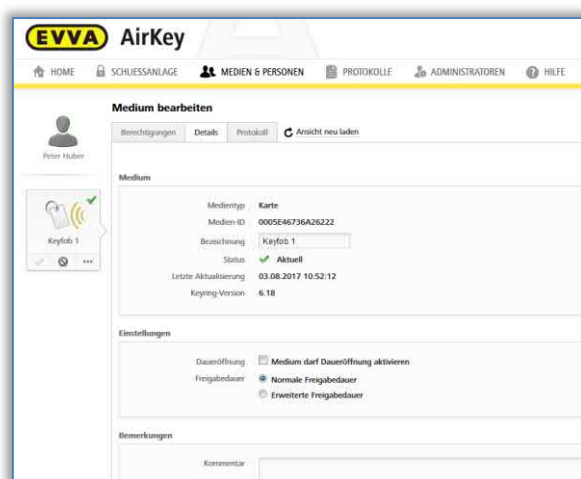 EVVA AirKey
HOME SCHLIESSANLAGE MEDIEN & PERSONEN PROTOKOLLE ADMINISTRATOREN HILFE
Medium bearbeiten
Berechtigungen Details Protokoll Ansicht neu laden
Peter Huber
Medium
Medientyp Karte
Medien-ID 0005E46736A26222
Bezeichnung Keyfob 1
Status Aktuell
Letzte Aktualisierung 03.08.2017 10:52:12
Keyring-Version 6.18
Keyfob 1
Einstellungen
Daueröffnung Medium darf Daueröffnung aktivieren
Freigabedauer Normale Freigabedauer
Erweiterte Freigabedauer
Bemerkungen
Kommentar